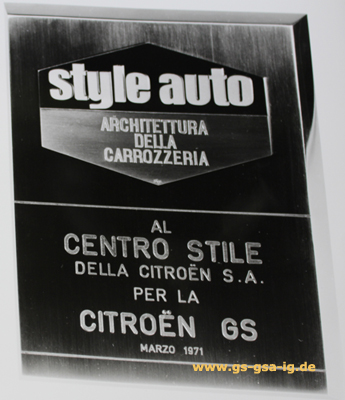 style auto
ARCHITETTURA
DELLA
CARROZZERIA
AL
CENTRO STILE
DELLA CITROËN S.A.
PER LA
CITROËN GS
MARZO 1971
www.gs-gsa-ig.de